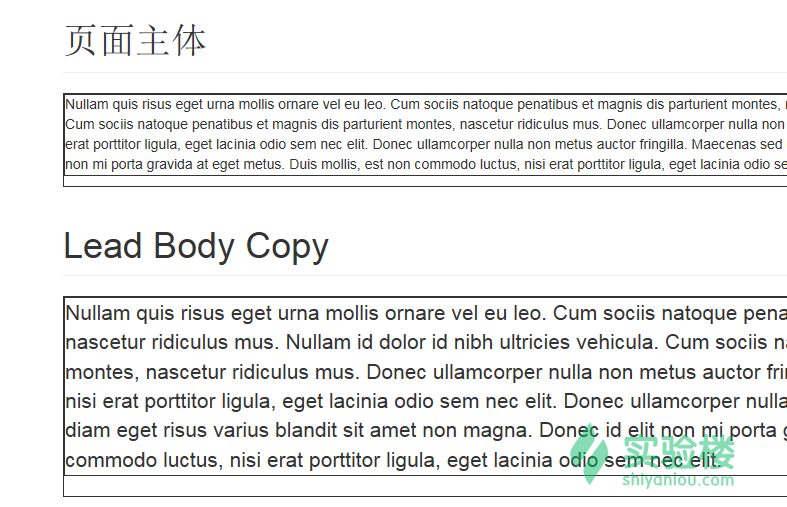 页面主体
Nullam quis risus eget urna mollis ornare vel eu leo. Cum sociis natoque penatibus et magnis dis parturient montes,
Cum sociis natoque penatibus et magnis dis parturient montes, nascetur ridiculus mus. Donec ullamcorper nulla non
erat porttitor ligula, eget lacinia odio sem nec elit. Donec ullamcorper nulla non metus auctor fringilla. Maecenas sed
non mi porta gravida at eget metus. Duis mollis, est non commodo luctus, nisi erat porttitor ligula, eget lacinia odio se
Lead Body Copy
Nullam quis risus eget urna mollis ornare vel eu leo. Cum sociis natoque pena
nascetur ridiculus mus. Nullam id dolor id nibh ultricies vehicula. Cum sociis na
montes, nascetur ridiculus mus. Donec ullamcorper nulla non metus auctor frin
nisi erat porttitor ligula, eget lacinia odio sem nec elit. Donec ullamcorper nulla
diam eget risus varius blandit sit amet non magna. Donec id elit non mi porta g
commodo luctus, nisi erat porttitor ligula, eget lacinia odio sem nec elit.
实验楼
shiyanlou.com